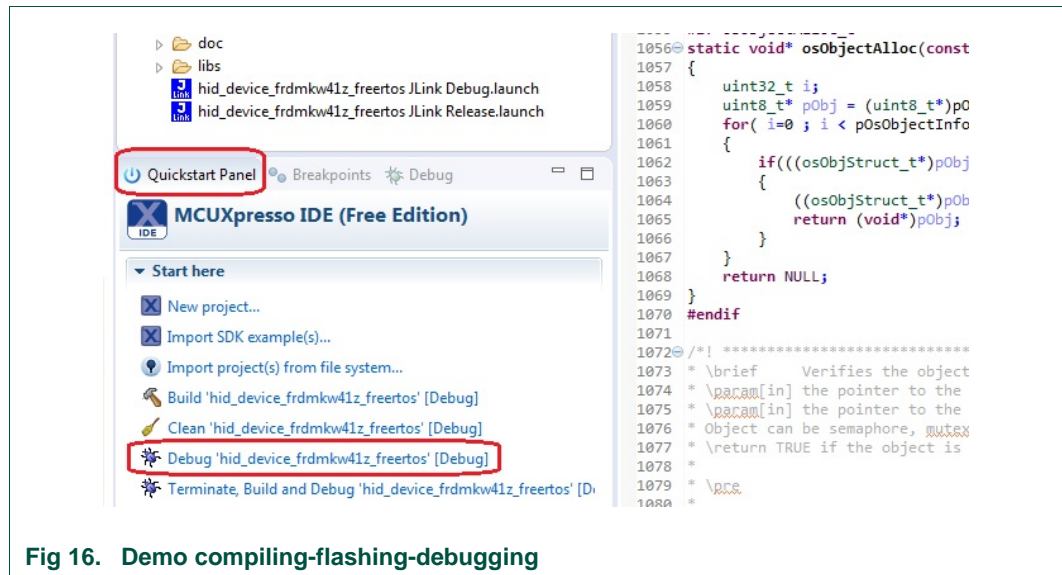 doc
libs
hid_device_frdmkw41z_freertos JLink Debug.launch
hid_device_frdmkw41z_freertos JLink Release.launch
Quickstart Panel Breakpoints Debug
IDE
MCUXpresso IDE (Free Edition)
Start here
New project...
Import SDK example(s)...
Import project(s) from file system...
Build 'hid_device_frdmkw41z_freertos' [Debug]
Clean 'hid_device_frdmkw41z_freertos' [Debug]
Debug 'hid_device_frdmkw41z_freertos' [Debug]
Terminate, Build and Debug 'hid_device_frdmkw41z_freertos' [D
1056 static void* osObjectAlloc(const
1057 {
1058 uint32_t i;
1059 uint8_t* pObj = (uint8_t*)pO
1060 for( i=0 ; i < pOsObjectInfo
1061 {
1062 if(((osObjStruct_t*)pObj
1063 {
1064 ((osObjStruct_t*)pOb
1065 return (void*)pObj;
1066 }
1067 }
1068 return NULL;
1069 }
1070 #endif
1071
1072 /*! ****************************
1073 * \brief Verifies the object
1074 * \param[in] the pointer to the
1075 * \param[in] the pointer to the
1076 * Object can be semaphore, mutex
1077 * \return TRUE if the object is
1078 *
1079 * \pre
1080 *
Fig 16. Demo compiling-flashing-debugging